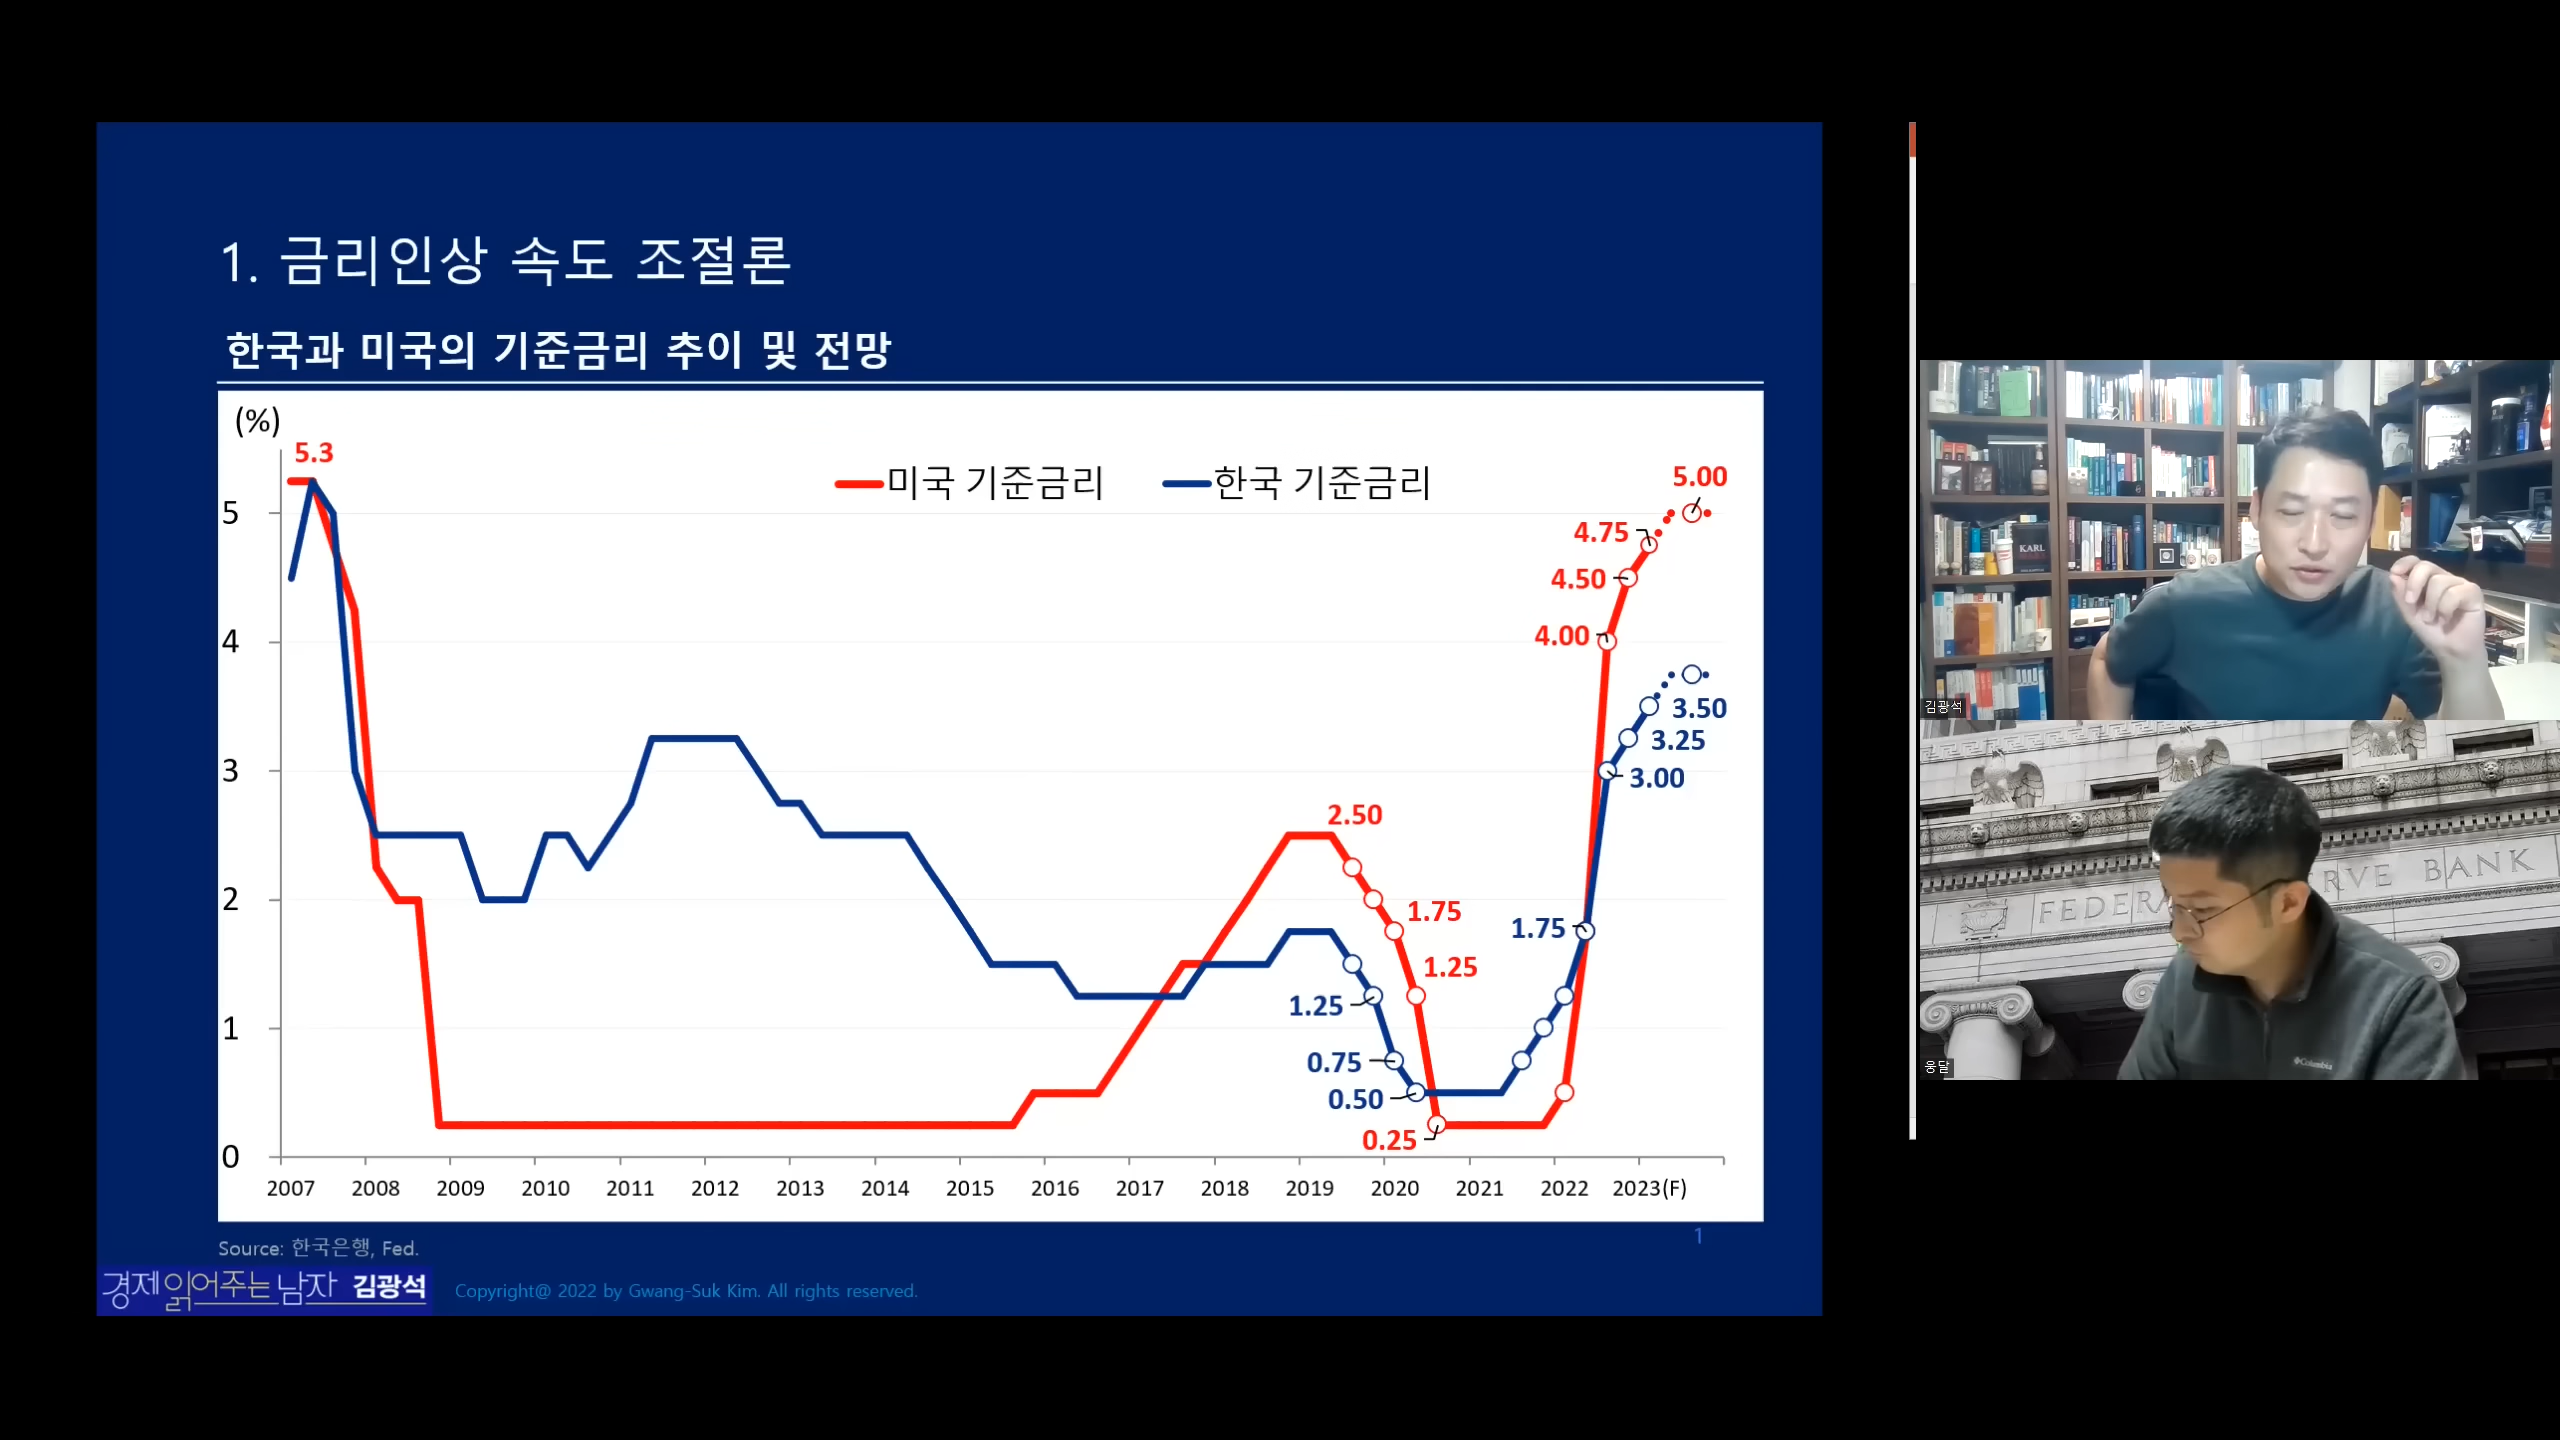 1. 금리인상 속도 조절론
한국과 미국의 기준금리 추이 및 전망
(%)
5.3
미국 기준금리 한국 기준금리
5.00
5
4.75
4.50
4.00
4
3.50
3.25
3
3.00
2.50
2
1.75
1.75
1.25
1.25
1
0.75
0.50
0.25
0
2007 2008 2009 2010 2011 2012 2013 2014 2015 2016 2017 2018 2019 2020 2021 2022 2023(F)
1
Source: 한국은행, Fed.
경제 읽어주는 남자 김광석
Copyright@ 2022 by Gwang-Suk Kim. All rights reserved.
KARL
김광석
FEDERA RVE BANK
Columbia
웅달